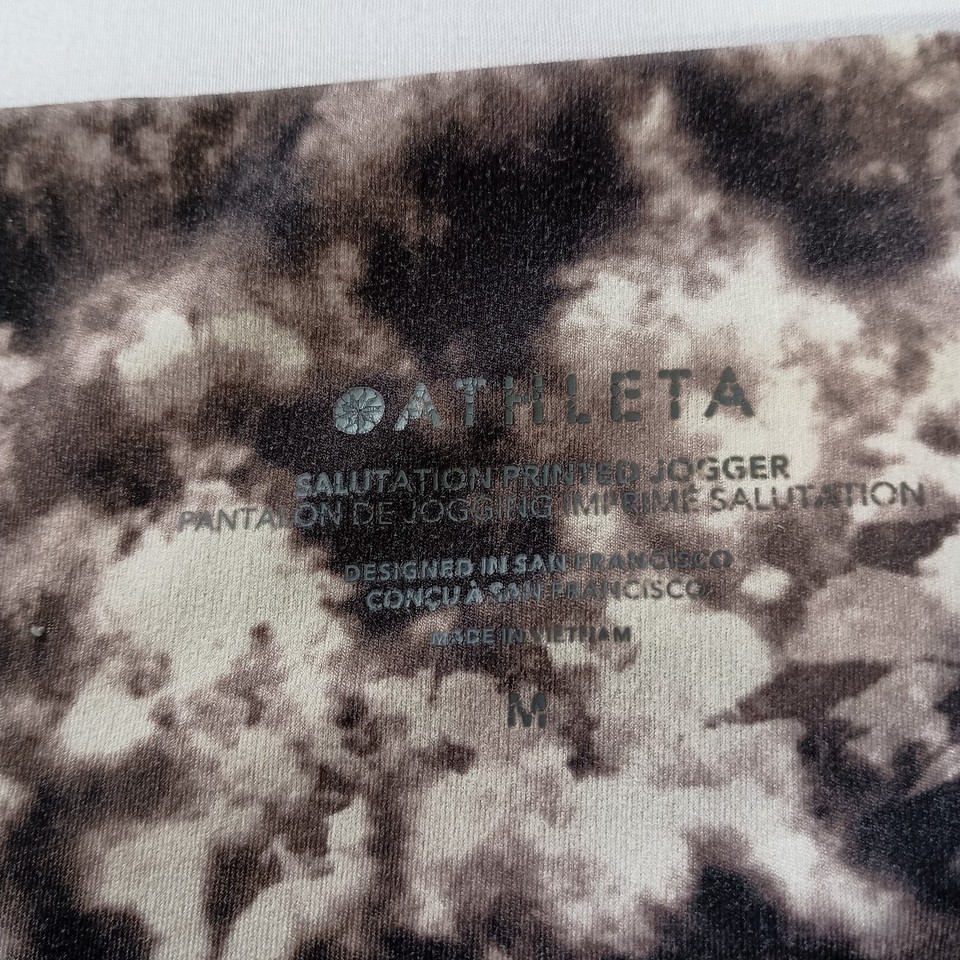 ATHLETA
SALUTATION PRINTED JOGGER
PANTALON DE JOGGING IMPRIMÉ SALUTATION
DESIGNED IN SAN FRANCISCO
CONÇU À SAN FRANCISCO
MADE IN VIETNAM
M